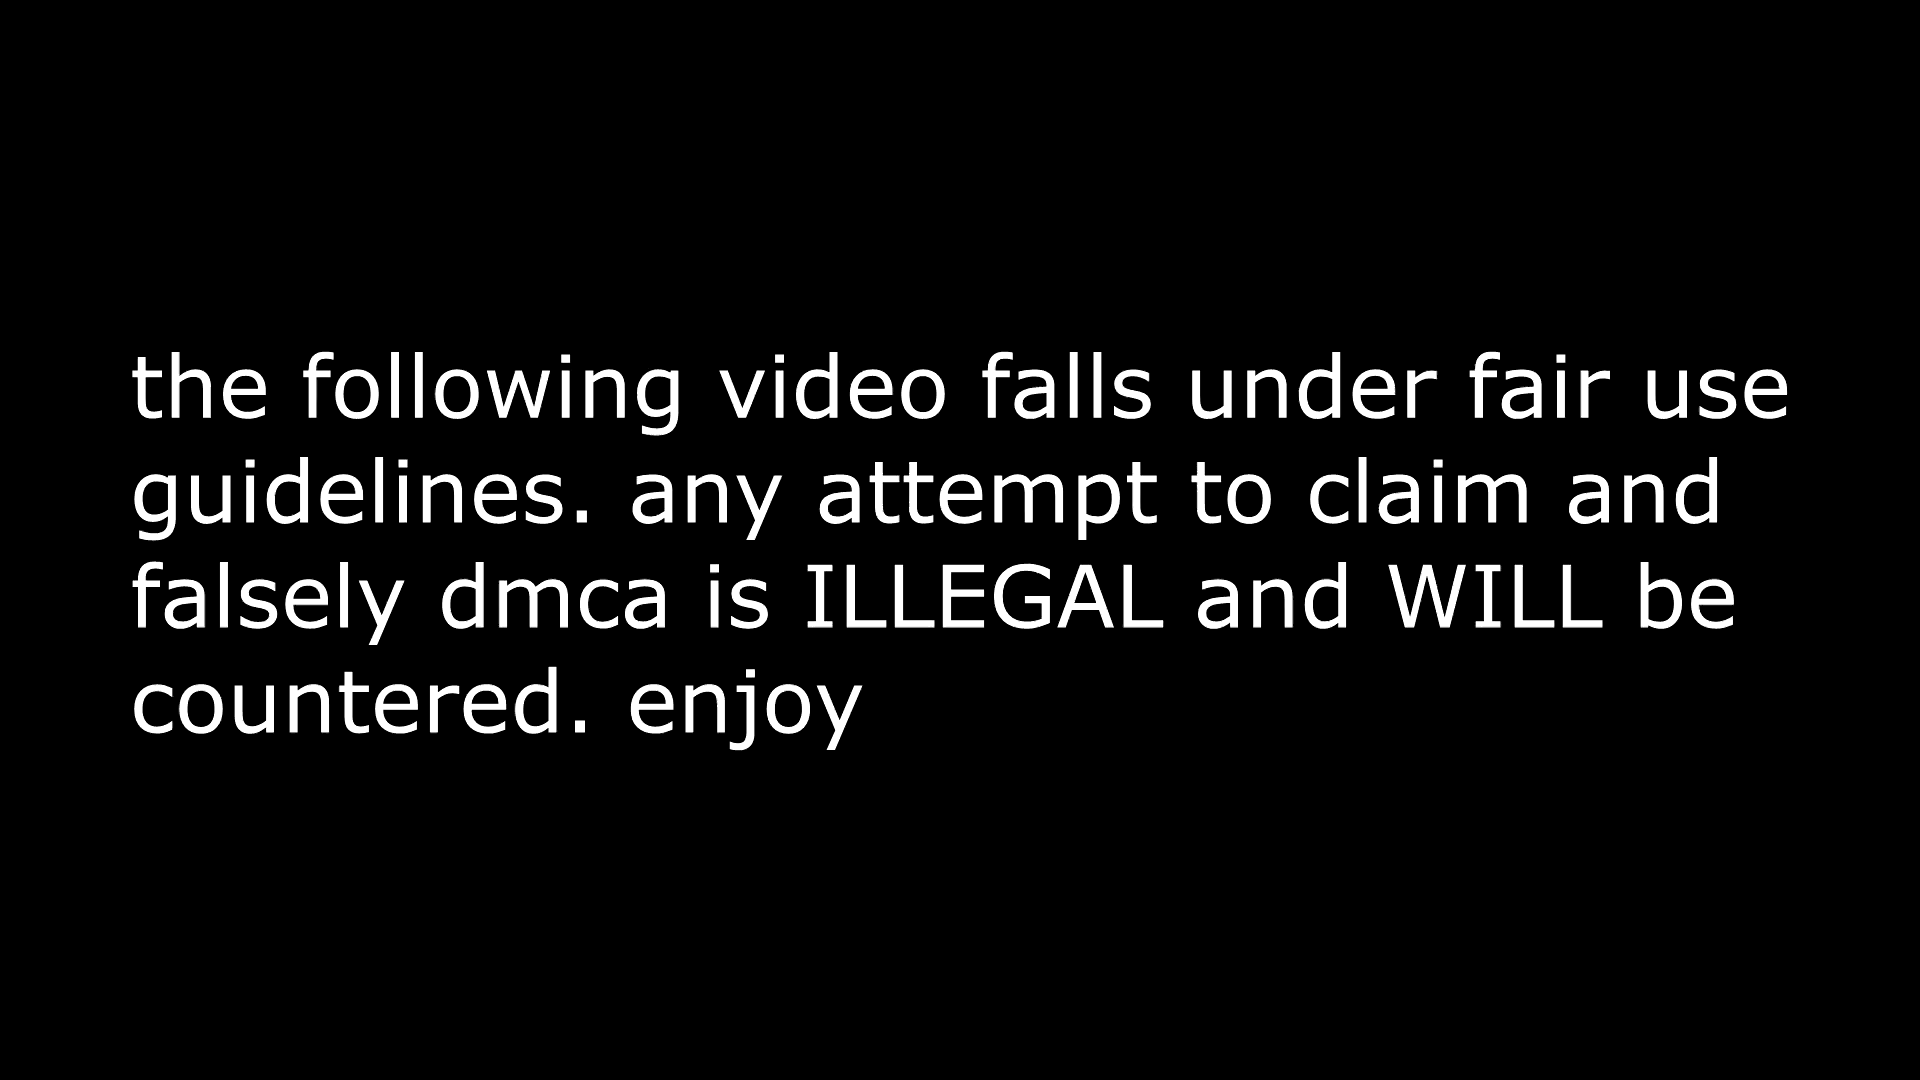 the following video falls under fair use
guidelines. any attempt to claim and
falsely dmca is ILLEGAL and WILL be
countered. enjoy